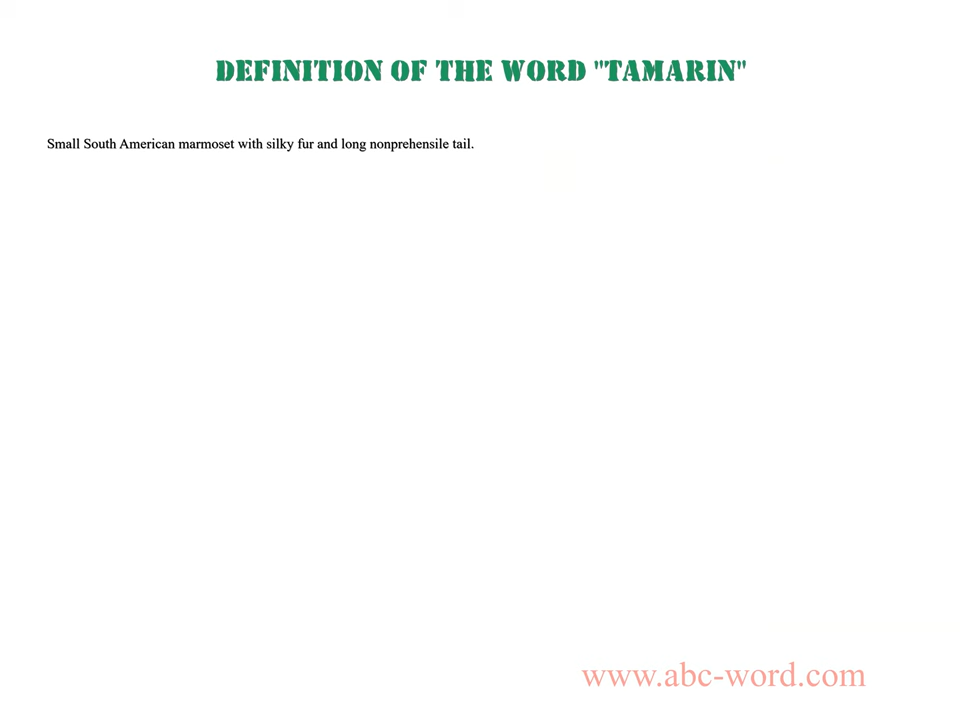 DEFINITION OF THE WORD "TAMARIN"
Small South American marmoset with silky fur and long nonprehensile tail.
www.abc-word.com